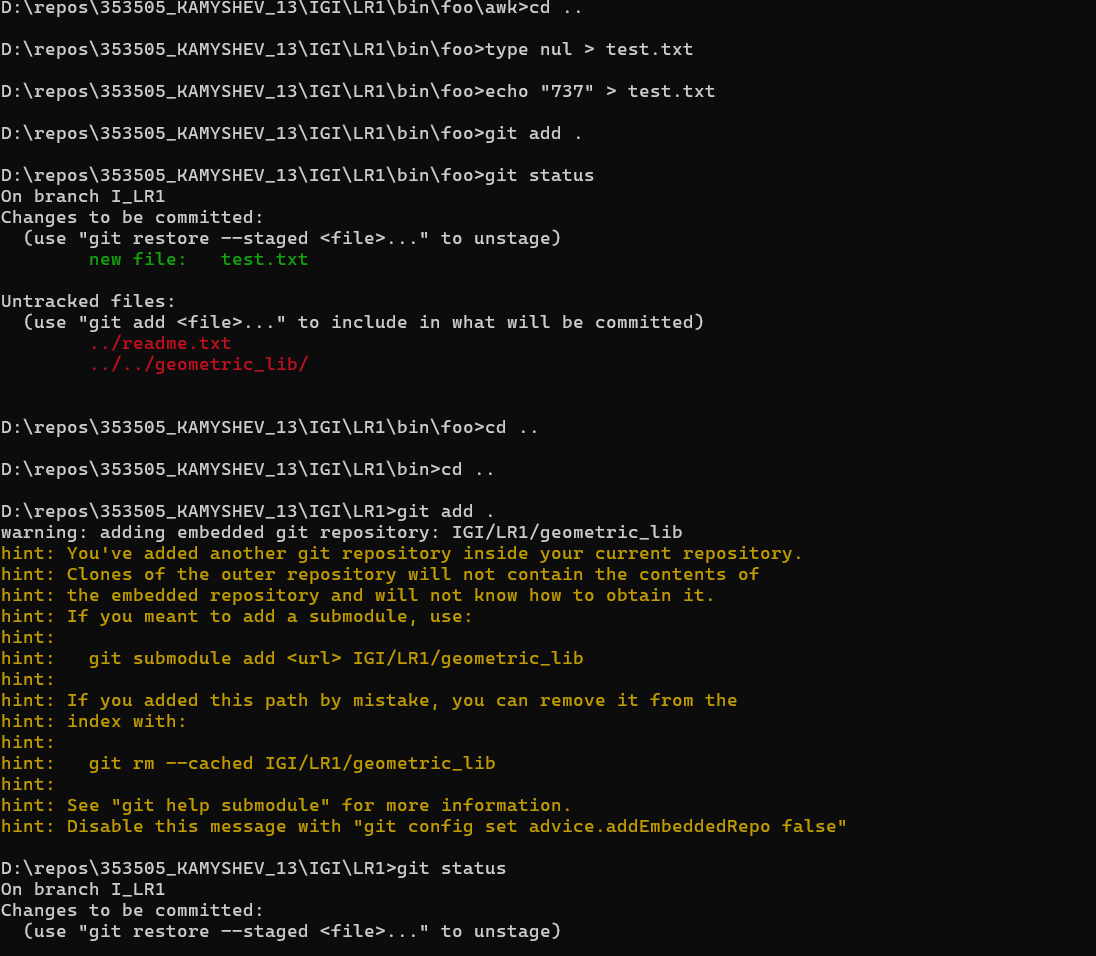 D:\repos\353505_KAMYSHEV_13\IGI\LR1\bin\foo\awk>cd ..
D:\repos\353505_KAMYSHEV_13\IGI\LR1\bin\foo>type nul > test.txt
D:\repos\353505_KAMYSHEV_13\IGI\LR1\bin\foo>echo "737" > test.txt
D:\repos\353505_KAMYSHEV_13\IGI\LR1\bin\foo>git add .
D:\repos\353505_KAMYSHEV_13\IGI\LR1\bin\foo>git status
On branch I_LR1
Changes to be committed:
  (use "git restore --staged <file>..." to unstage)
        new file:   test.txt
Untracked files:
  (use "git add <file>..." to include in what will be committed)
        ../readme.txt
        ../../geometric_lib/
D:\repos\353505_KAMYSHEV_13\IGI\LR1\bin\foo>cd ..
D:\repos\353505_KAMYSHEV_13\IGI\LR1\bin>cd ..
D:\repos\353505_KAMYSHEV_13\IGI\LR1>git add .
warning: adding embedded git repository: IGI/LR1/geometric_lib
hint: You've added another git repository inside your current repository.
hint: Clones of the outer repository will not contain the contents of
hint: the embedded repository and will not know how to obtain it.
hint: If you meant to add a submodule, use:
hint:
hint:   git submodule add <url> IGI/LR1/geometric_lib
hint:
hint: If you added this path by mistake, you can remove it from the
hint: index with:
hint:
hint:   git rm --cached IGI/LR1/geometric_lib
hint:
hint: See "git help submodule" for more information.
hint: Disable this message with "git config set advice.addEmbeddedRepo false"
D:\repos\353505_KAMYSHEV_13\IGI\LR1>git status
On branch I_LR1
Changes to be committed:
  (use "git restore --staged <file>..." to unstage)